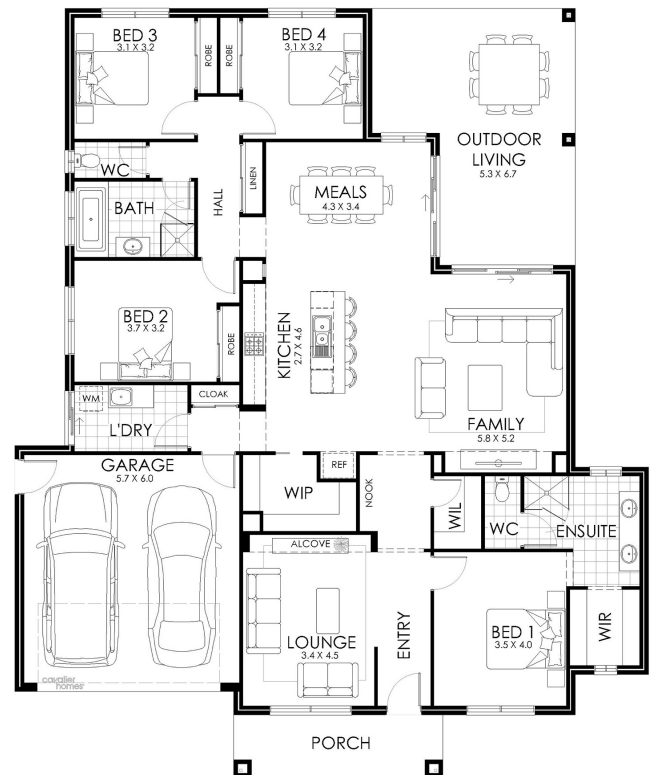 BED 3
3.1 X 3.2
ROBE
ROBE
BED 4
3.1 X 3.2
OUTDOOR
LIVING
5.3 X 6.7
WC
LINEN
MEALS
4.3 X 3.4
HALL
BATH
BED 2
3.7 X 3.2
ROBE
KITCHEN
2.7 X 4.6
FAMILY
5.8 X 5.2
WM
CLOAK
L'DRY
GARAGE
5.7 X 6.0
REF
WIP
NOOK
WIL
WC
ENSUITE
ALCOVE
LOUNGE
3.4 X 4.5
ENTRY
BED 1
3.5 X 4.0
WIR
cavalier
homes
PORCH